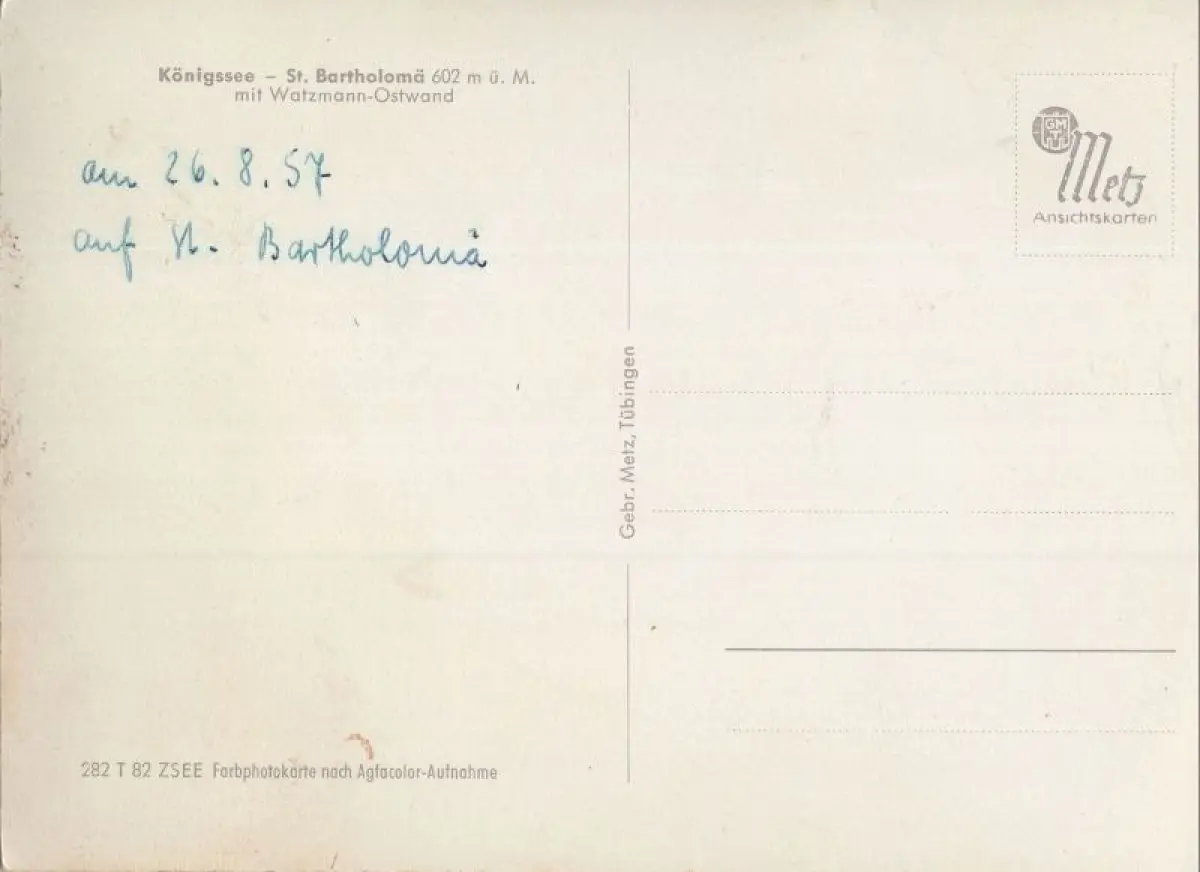 Königssee – St. Bartholomä 602 m ü. M.
mit Watzmann-Ostwand
am 26. 8. 57
auf St. Bartholomä
282 T 82 ZSEE Farbphotokarte nach Agfacolor-Aufnahme
Gebr. Metz, Tübingen
GMT
Metz
Ansichtskarten